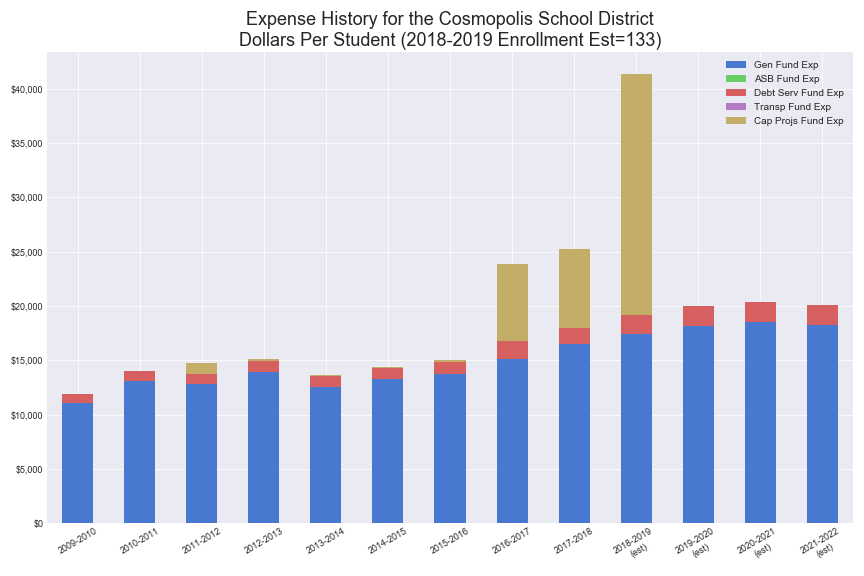 Expense History for the Cosmopolis School District
Dollars Per Student (2018-2019 Enrollment Est=133)
Gen Fund Exp
ASB Fund Exp
Debt Serv Fund Exp
Transp Fund Exp
Cap Projs Fund Exp
$40,000
$35,000
$30,000
$25,000
$20,000
$15,000
$10,000
$5,000
$0
2009-2010
2010-2011
2011-2012
2012-2013
2013-2014
2014-2015
2015-2016
2016-2017
2017-2018
2018-2019
(est)
2019-2020
(est)
2020-2021
(est)
2021-2022
(est)